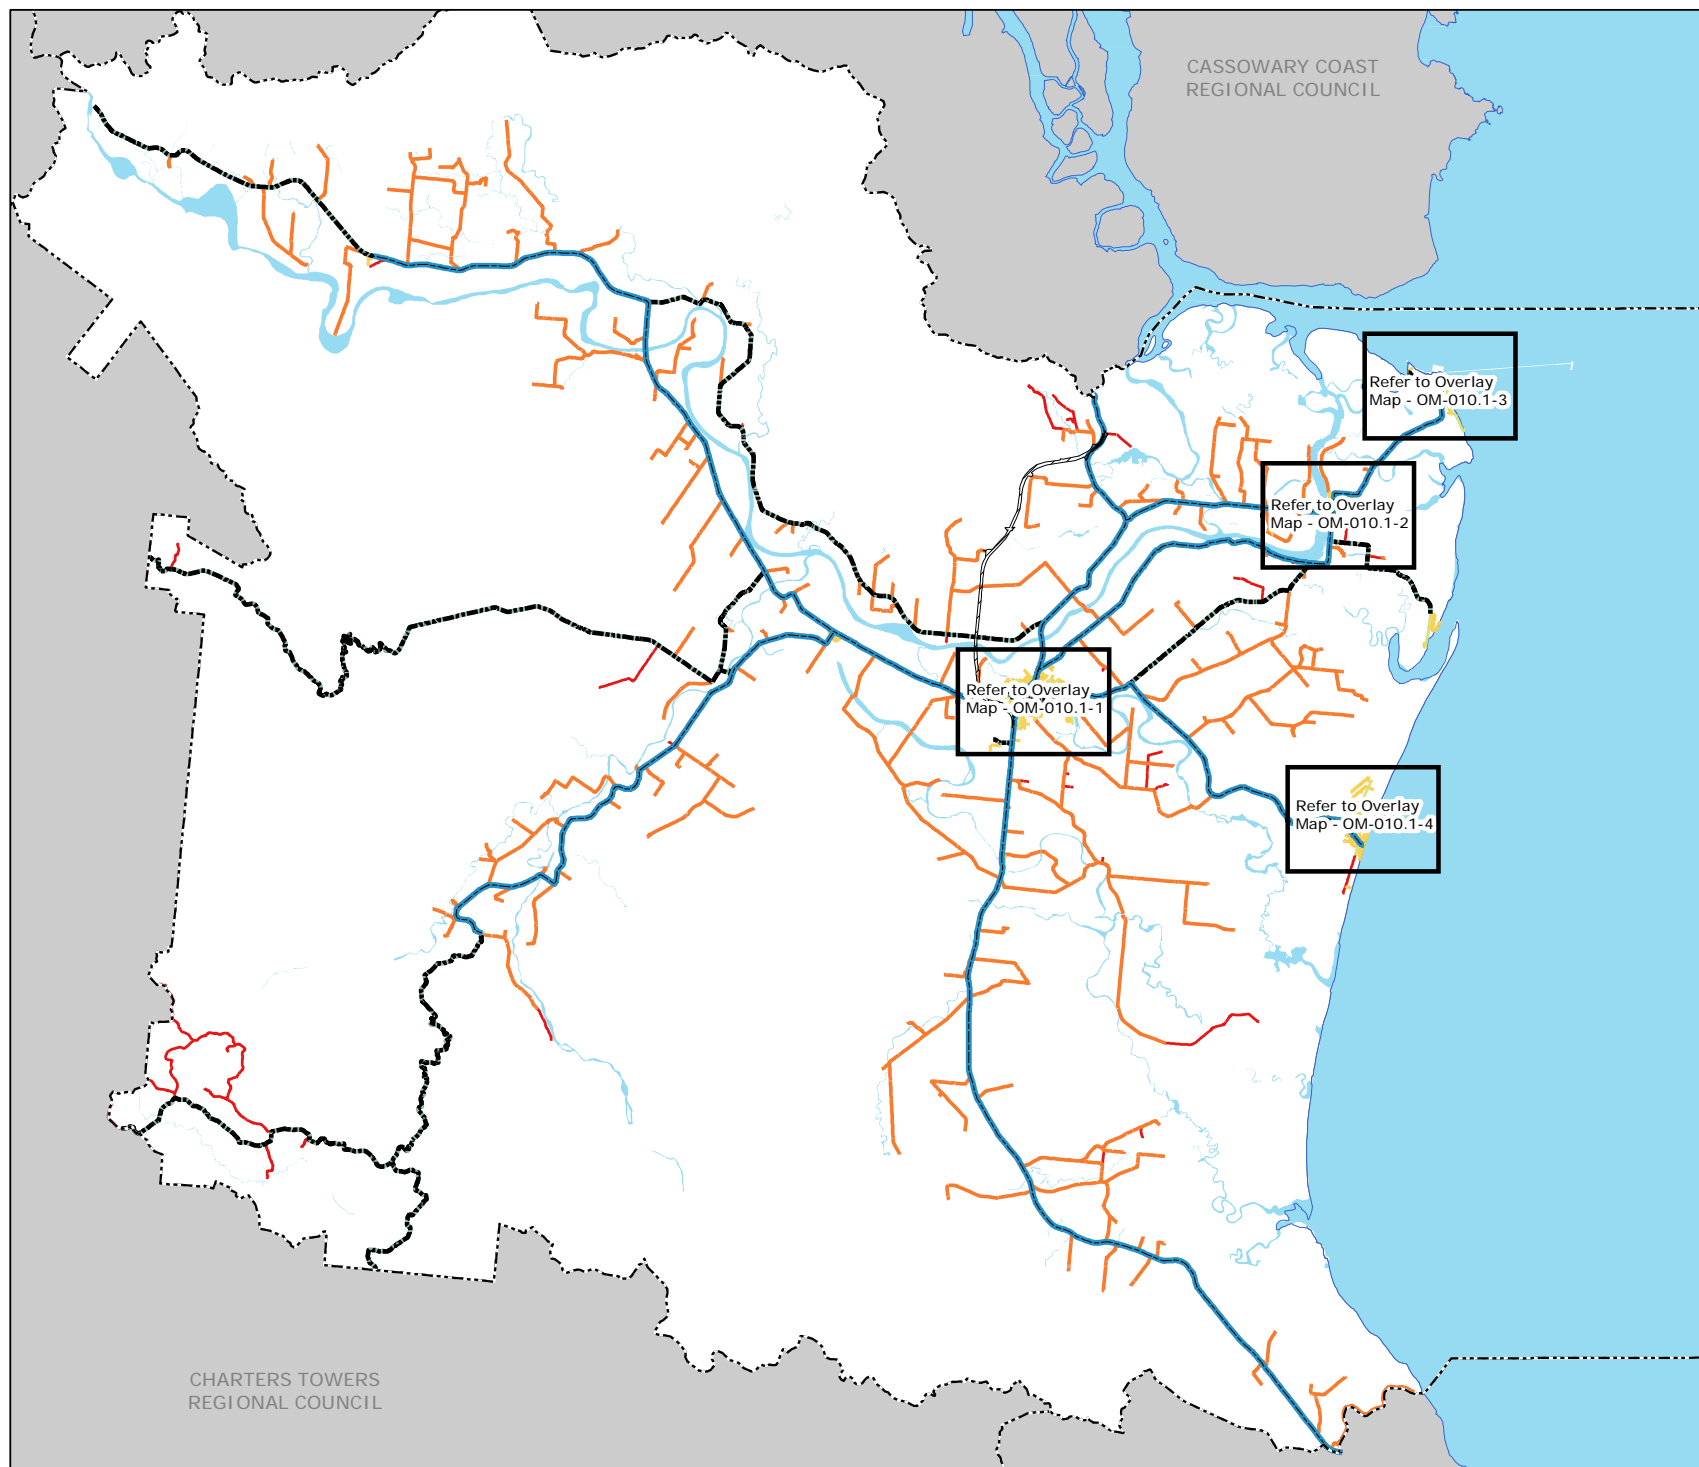 CASSOWARY COAST
REGIONAL COUNCIL
Refer to Overlay
Map - OM-010.1-3
Refer to Overlay
Map - OM-010.1-2
Refer to Overlay
Map - OM-010.1-1
Refer to Overlay
Map - OM-010.1-4
CHARTERS TOWERS
REGIONAL COUNCIL